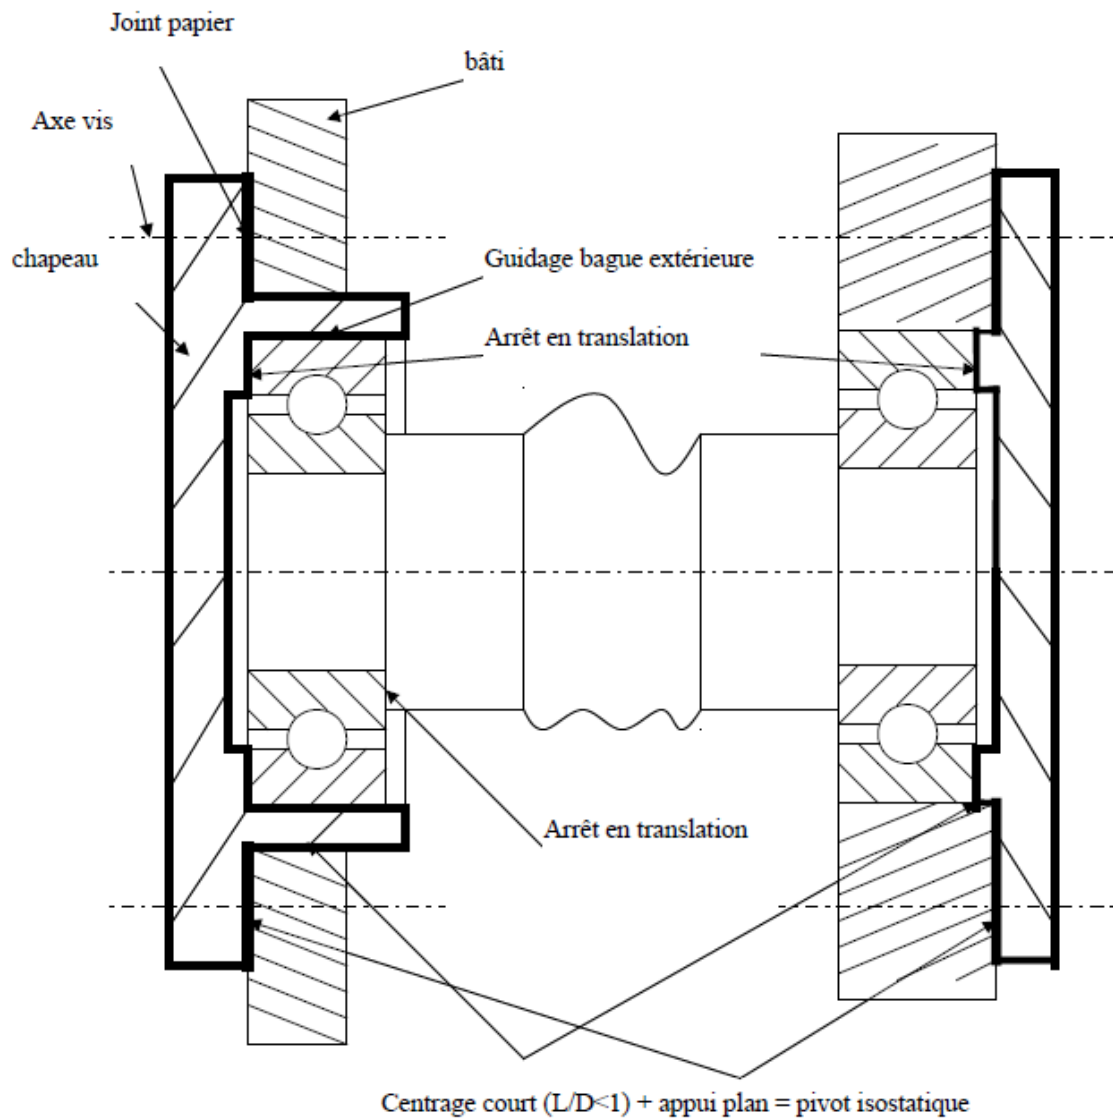 Joint papier
bâti
Axe vis
chapeau
Guidage bague extérieure
Arrêt en translation
Arrêt en translation
Centrage court (L/D<1) + appui plan = pivot isostatique